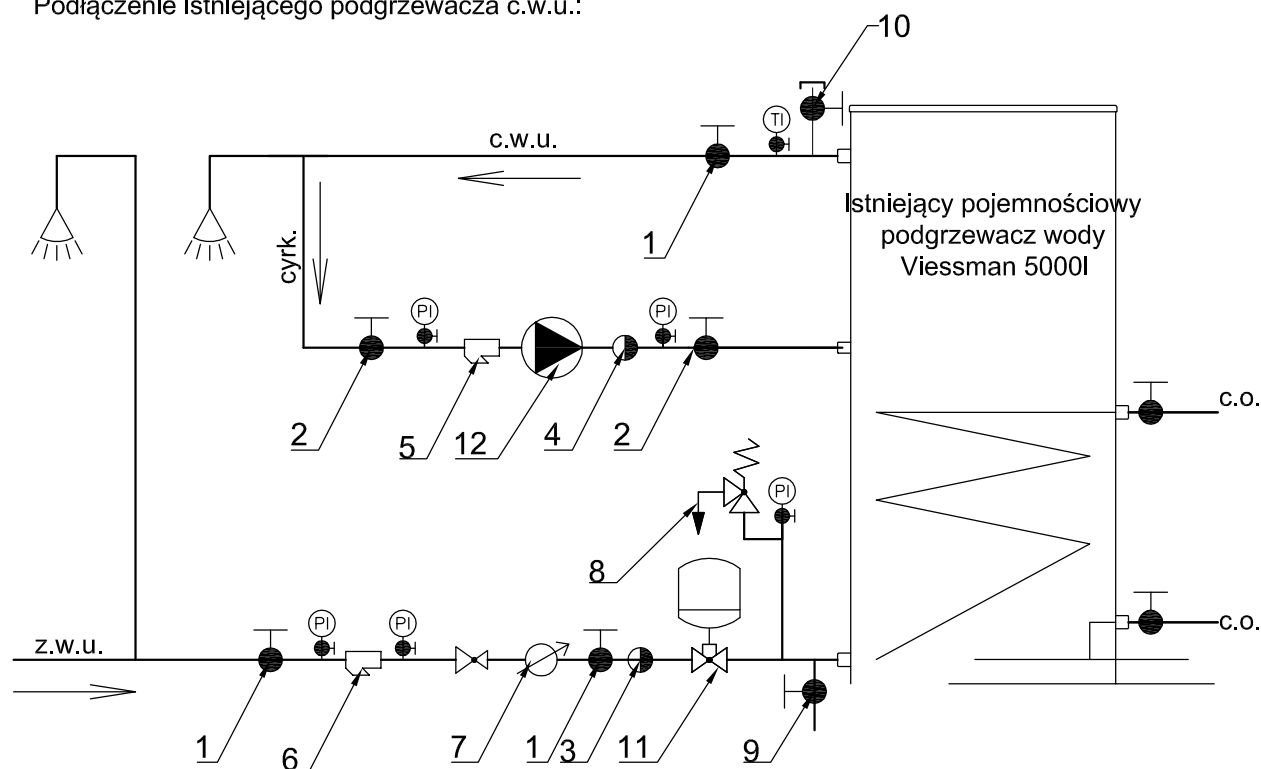 Podłączenie istniejącego podgrzewacza c.w.u.:
10
TI
c.w.u.
1
Istniejący pojemnościowy
podgrzewacz wody
Viessman 5000l
cyrk.
PI
PI
2
5
12
4
2
c.o.
PI
8
PI
PI
z.w.u.
c.o.
1
6
7
1
3
11
9